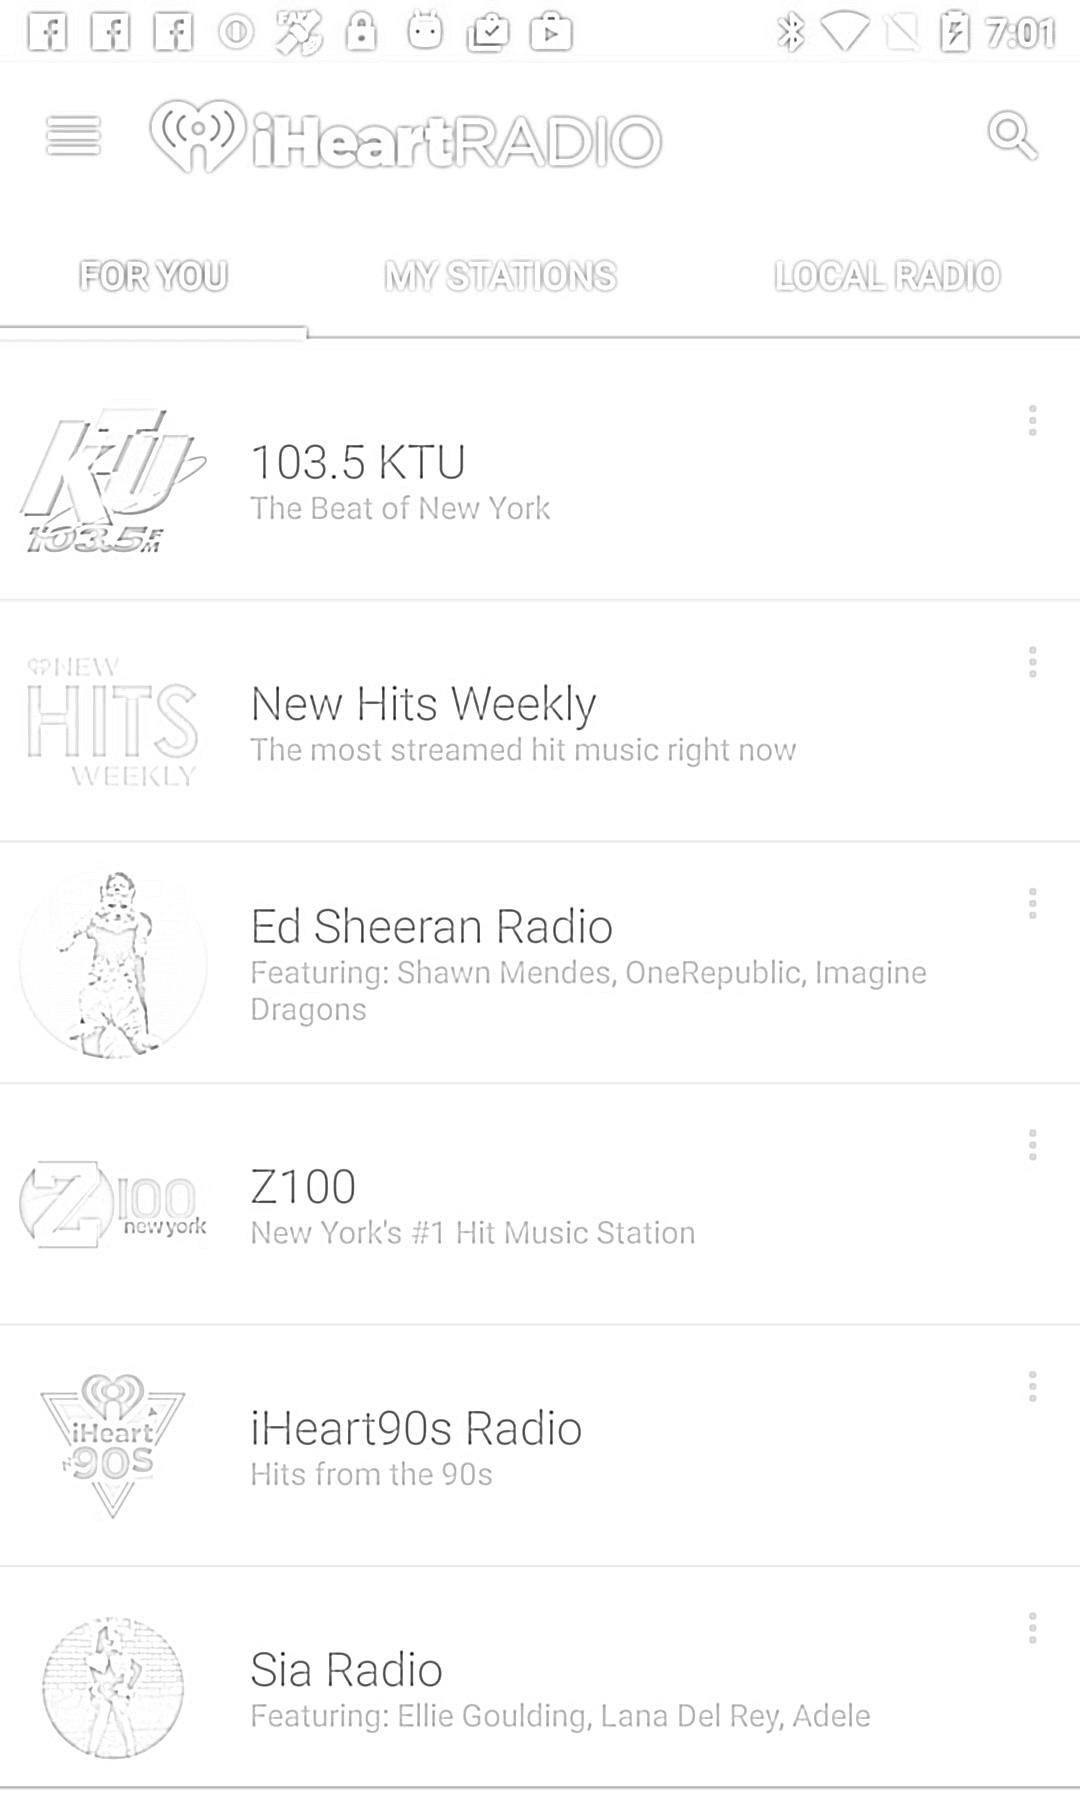 7:01
iHeartRADIO
FOR YOU MY STATIONS LOCAL RADIO
KTU
103.5 FM
103.5 KTU
The Beat of New York
NEW
HITS
WEEKLY
New Hits Weekly
The most streamed hit music right now
Ed Sheeran Radio
Featuring: Shawn Mendes, OneRepublic, Imagine
Dragons
Z100
new york
Z100
New York's #1 Hit Music Station
iHeart
90s
iHeart90s Radio
Hits from the 90s
Sia Radio
Featuring: Ellie Goulding, Lana Del Rey, Adele